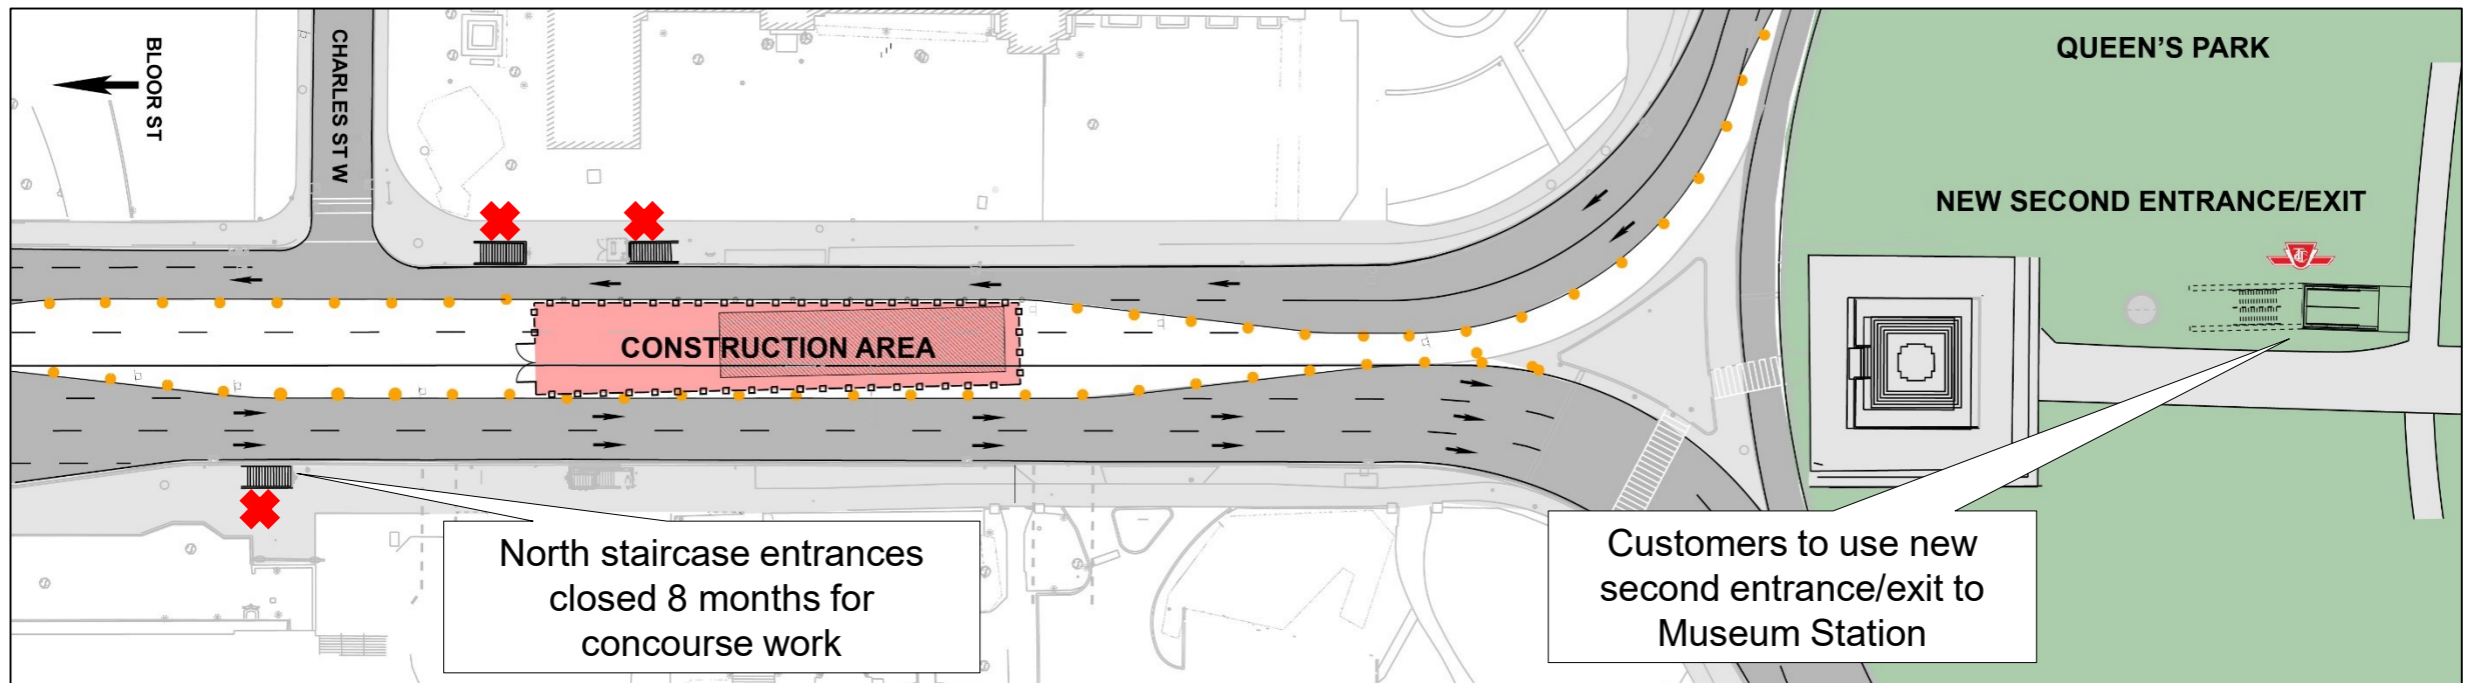 BLOOR ST
CHARLES ST W
QUEEN'S PARK
NEW SECOND ENTRANCE/EXIT
CONSTRUCTION AREA
North staircase entrances
closed 8 months for
concourse work
Customers to use new
second entrance/exit to
Museum Station